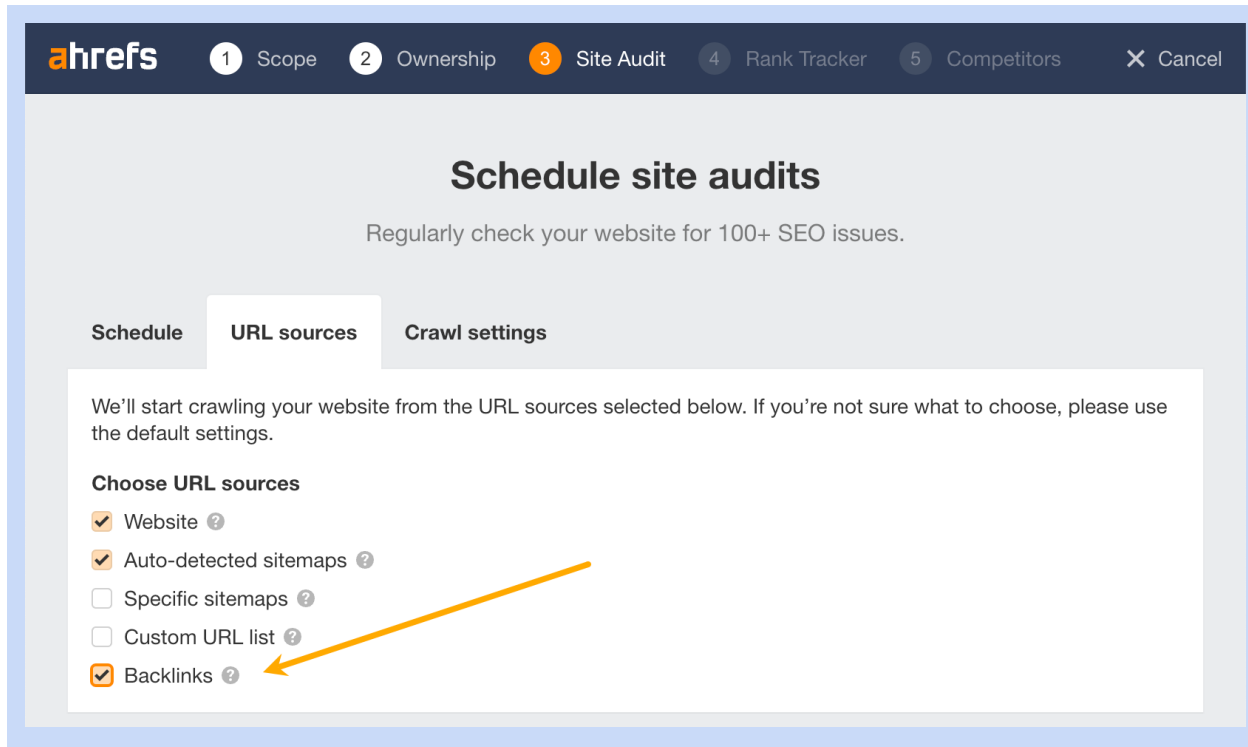 ahrefs 1 Scope 2 Ownership 3 Site Audit 4 Rank Tracker 5 Competitors Cancel
Schedule site audits
Regularly check your website for 100+ SEO issues.
Schedule URL sources Crawl settings
We’ll start crawling your website from the URL sources selected below. If you’re not sure what to choose, please use
the default settings.
Choose URL sources
Website ?
Auto-detected sitemaps ?
Specific sitemaps ?
Custom URL list ?
Backlinks ?